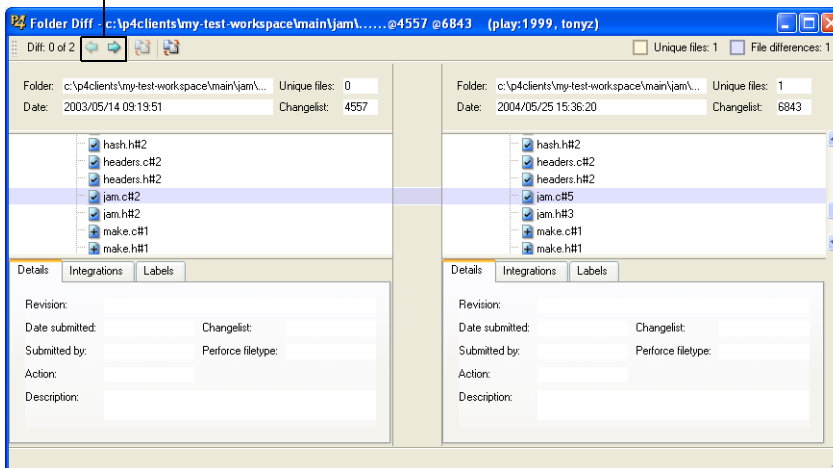 P4 Folder Diff - c:\p4clients\my-test-workspace\main\jam\......@4557 @6843 (play:1999, tonyz)
Diff: 0 of 2 Unique files: 1 File differences: 1
Folder: c:\p4clients\my-test-workspace\main\jam\... Unique files: 0
Date: 2003/05/14 09:19:51 Changelist: 4557
hash.h#2
headers.c#2
headers.h#2
jam.c#2
jam.h#2
make.c#1
make.h#1
Details Integrations Labels
Revision:
Date submitted: Changelist:
Submitted by: Perforce filetype:
Action:
Description:
Folder: c:\p4clients\my-test-workspace\main\jam\... Unique files: 1
Date: 2004/05/25 15:36:20 Changelist: 6843
hash.h#2
headers.c#2
headers.h#2
jam.c#5
jam.h#3
make.c#1
make.h#1
Details Integrations Labels
Revision:
Date submitted: Changelist:
Submitted by: Perforce filetype:
Action:
Description: